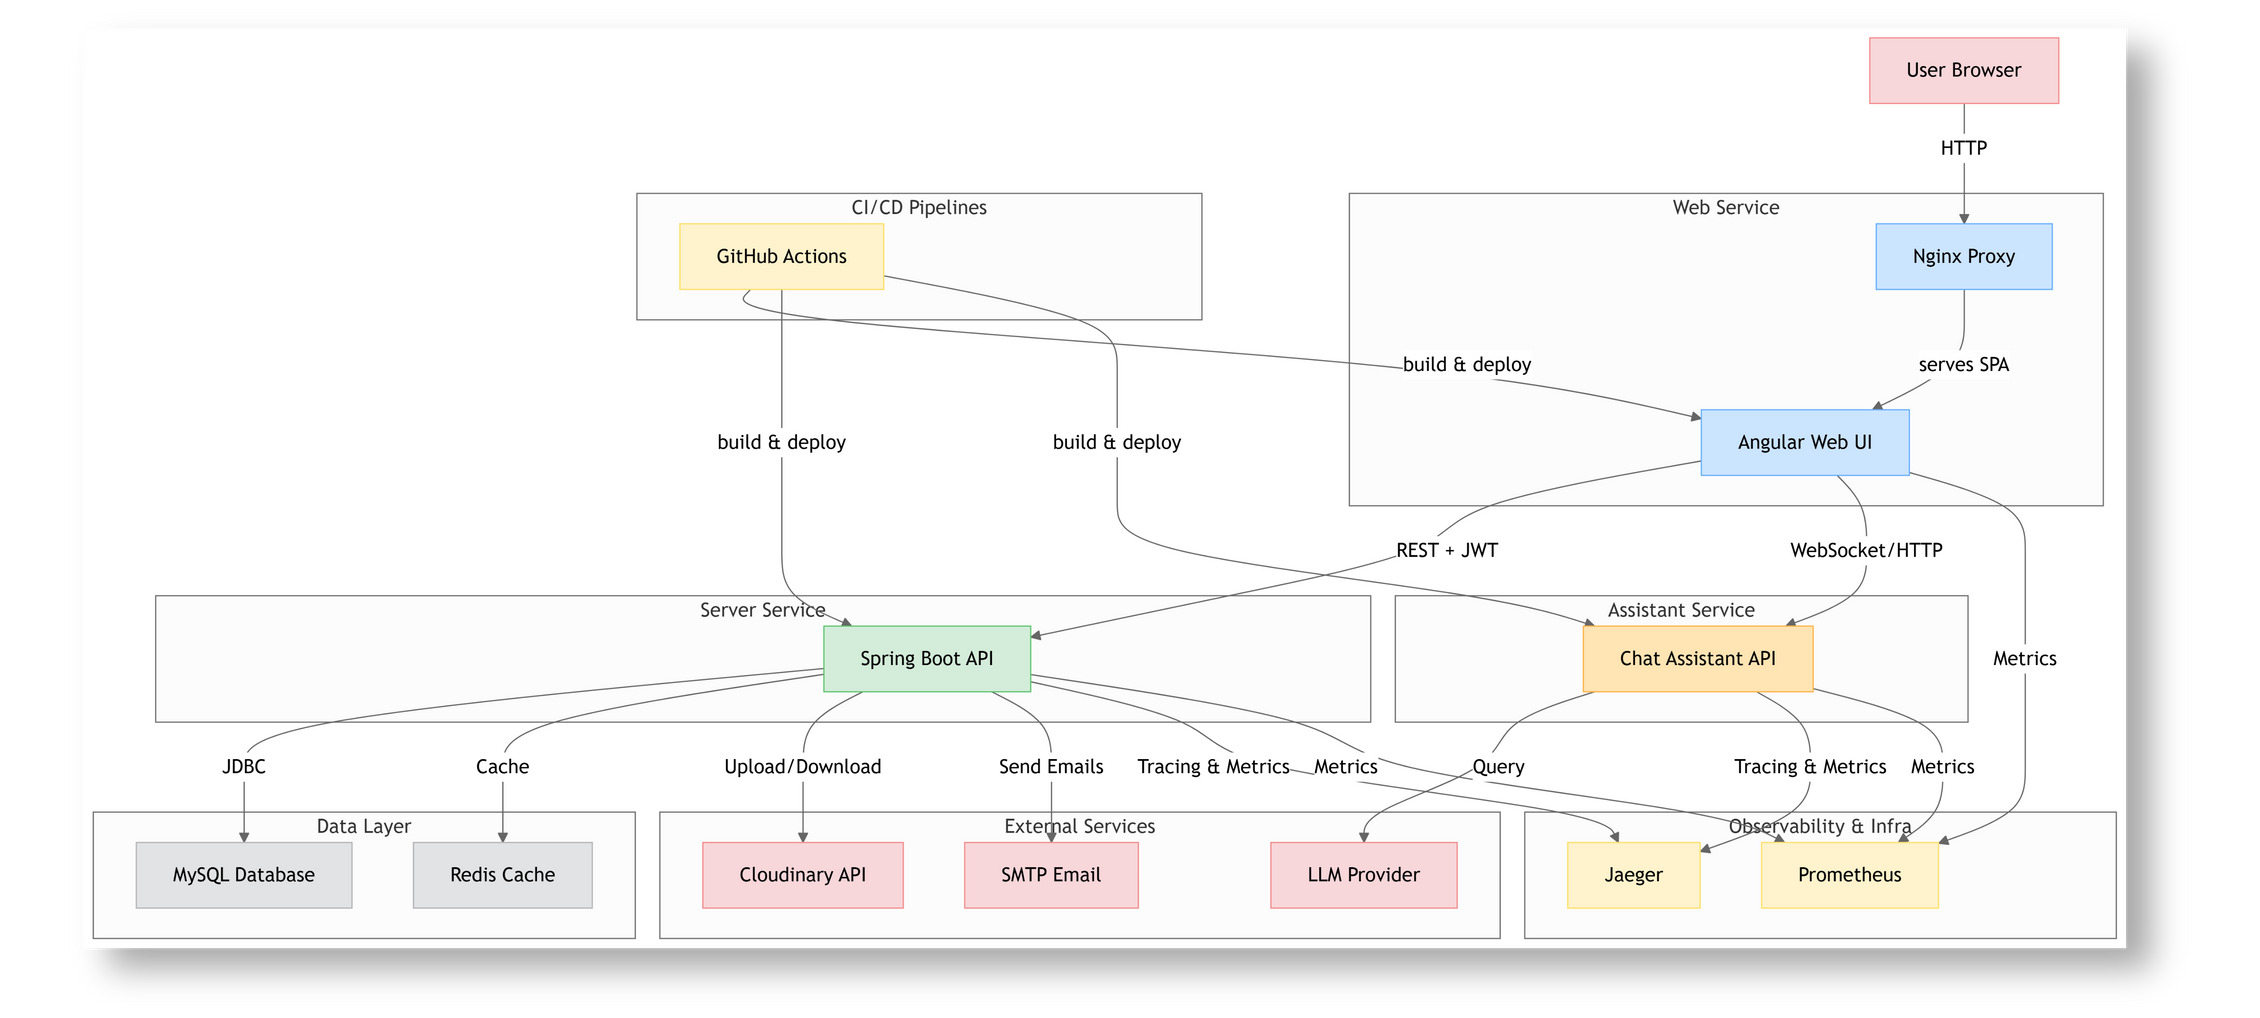 User Browser
HTTP
CI/CD Pipelines
Web Service
GitHub Actions
Nginx Proxy
build & deploy
serves SPA
build & deploy
build & deploy
Angular Web UI
REST + JWT
WebSocket/HTTP
Server Service
Assistant Service
Spring Boot API
Chat Assistant API
Metrics
JDBC
Cache
Upload/Download
Send Emails
Tracing & Metrics
Metrics
Query
Tracing & Metrics
Metrics
Data Layer
External Services
Observability & Infra
MySQL Database
Redis Cache
Cloudinary API
SMTP Email
LLM Provider
Jaeger
Prometheus